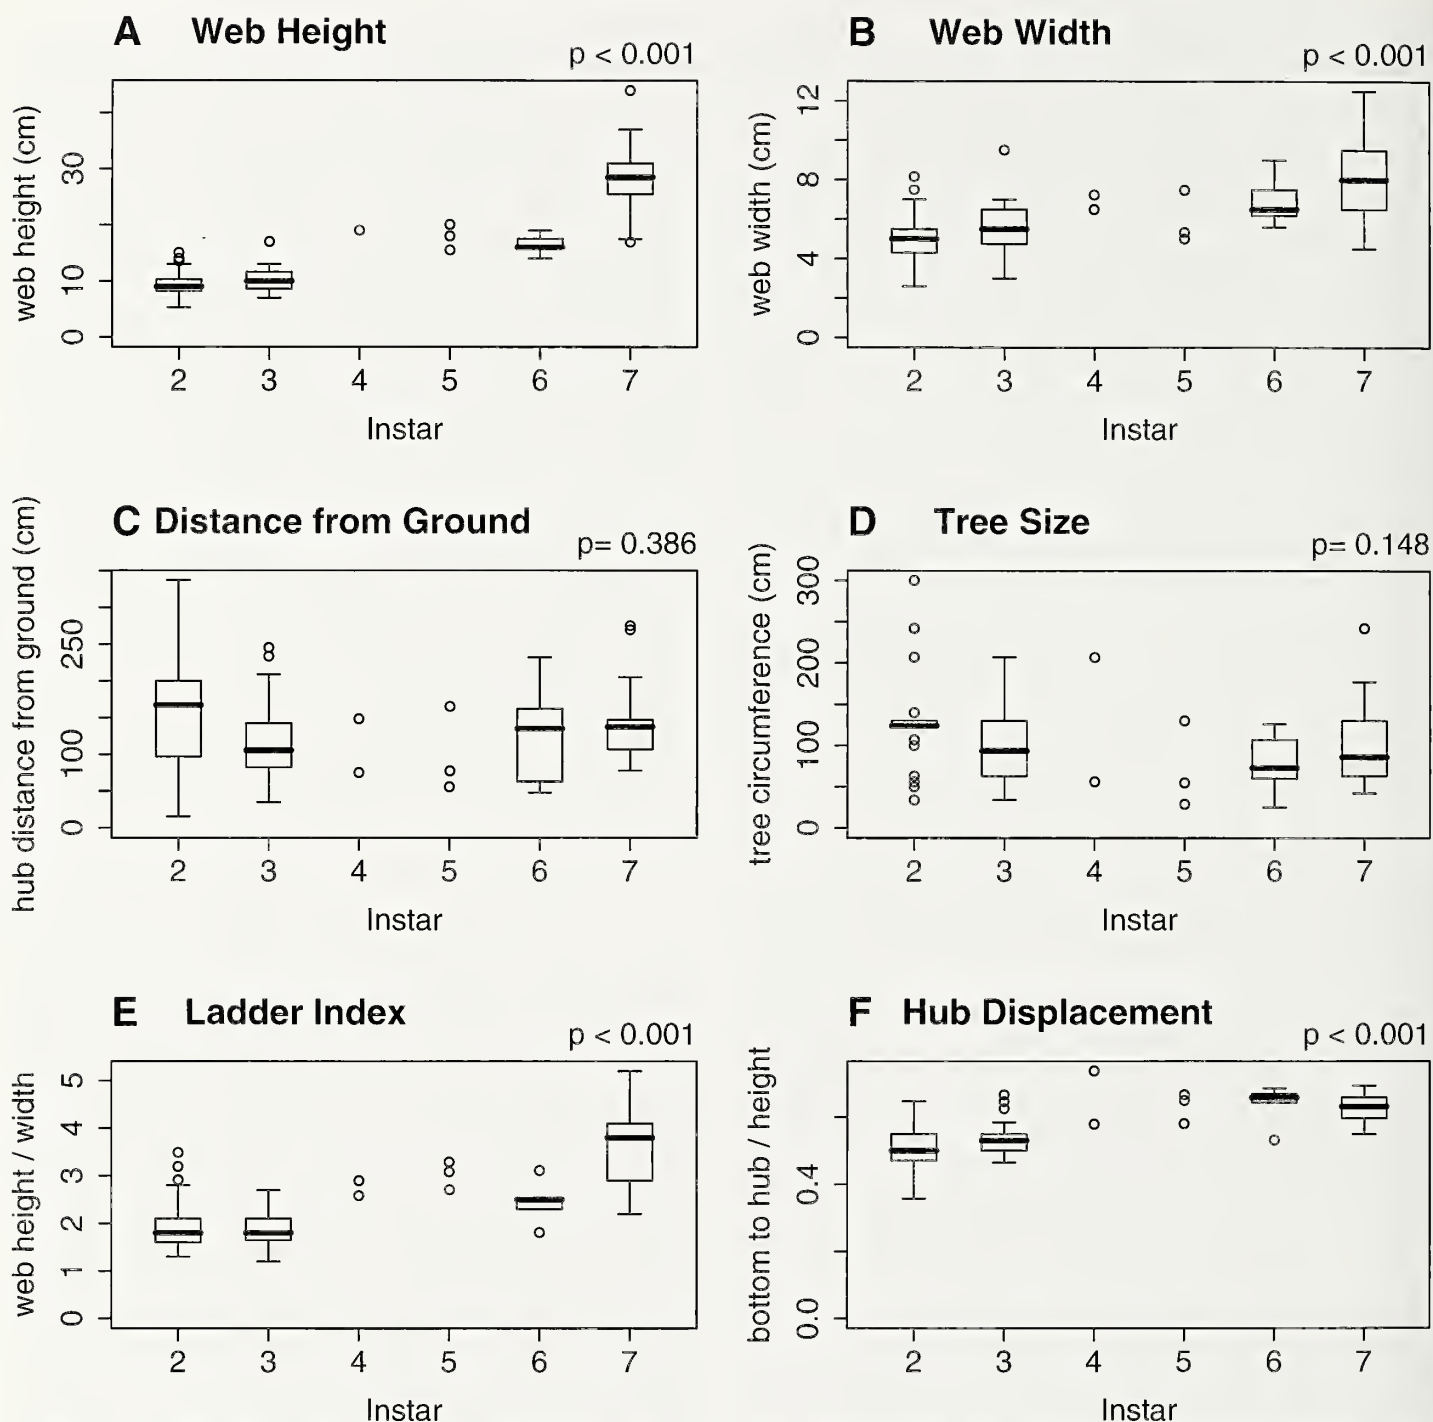 A Web Height
p < 0.001
web height (cm)
30
10
0
2 3 4 5 6 7
Instar
B Web Width
p < 0.001
web width (cm)
12
8
4
0
2 3 4 5 6 7
Instar
C Distance from Ground
p= 0.386
hub distance from ground (cm)
250
100
0
2 3 4 5 6 7
Instar
D Tree Size
p= 0.148
tree circumference (cm)
300
200
100
0
2 3 4 5 6 7
Instar
E Ladder Index
p < 0.001
web height / width
5
4
3
2
1
0
2 3 4 5 6 7
Instar
F Hub Displacement
p < 0.001
bottom to hub / height
0.4
0.0
2 3 4 5 6 7
Instar